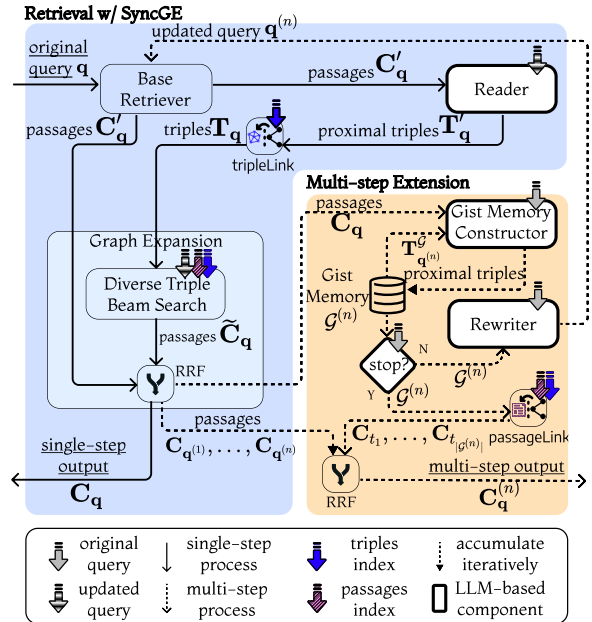 Retrieval w/ SyncGE
original
query q
updated query q^(n)
Base
Retriever
passages C'_q
Reader
passages C'_q
triples T_q
proximal triples T'_q
tripleLink
Multi-step Extension
passages
C_q
Gist Memory
Constructor
Graph Expansion
T^G_q(n)
proximal triples
Diverse Triple
Beam Search
Gist
Memory
G^(n)
Rewriter
passages C̃_q
stop?
N
G^(n)
RRF
Y
G^(n)
passages
C_q(1), . . . , C_q(n)
C_t1, . . . , C_t|G(n)|
passageLink
single-step
output
C_q
RRF
multi-step output
C_q^(n)
original
query
single-step
process
triples
index
accumulate
iteratively
updated
query
multi-step
process
passages
index
LLM-based
component